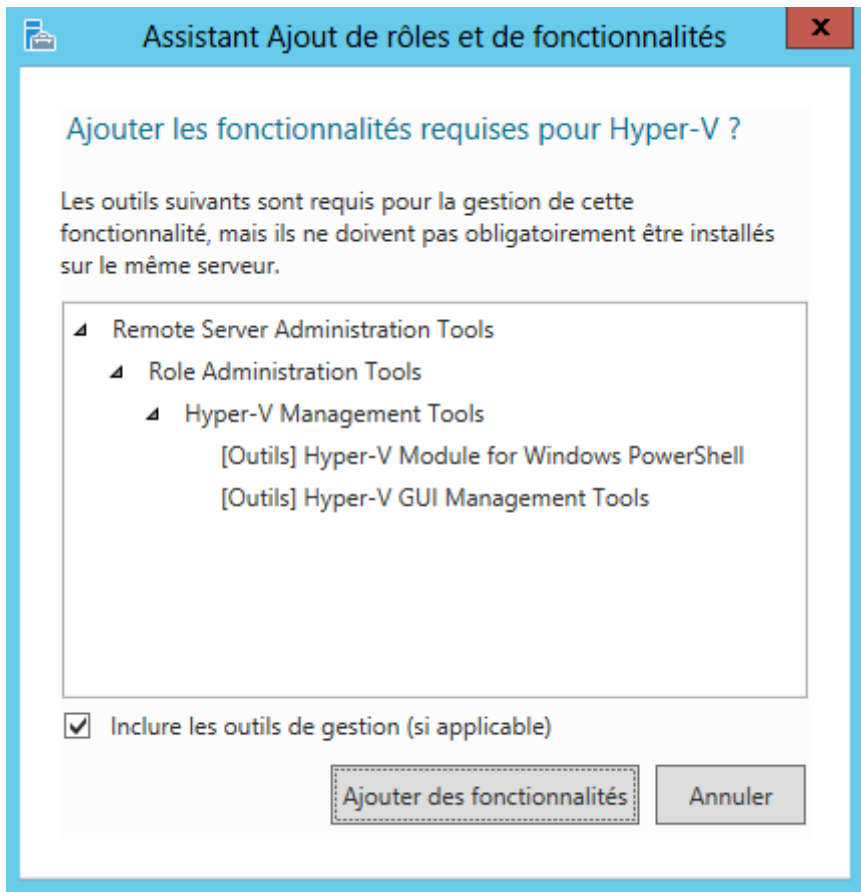 Assistant Ajout de rôles et de fonctionnalités
x
Ajouter les fonctionnalités requises pour Hyper-V ?
Les outils suivants sont requis pour la gestion de cette
fonctionnalité, mais ils ne doivent pas obligatoirement être installés
sur le même serveur.
Remote Server Administration Tools
Role Administration Tools
Hyper-V Management Tools
[Outils] Hyper-V Module for Windows PowerShell
[Outils] Hyper-V GUI Management Tools
Inclure les outils de gestion (si applicable)
Ajouter des fonctionnalités
Annuler